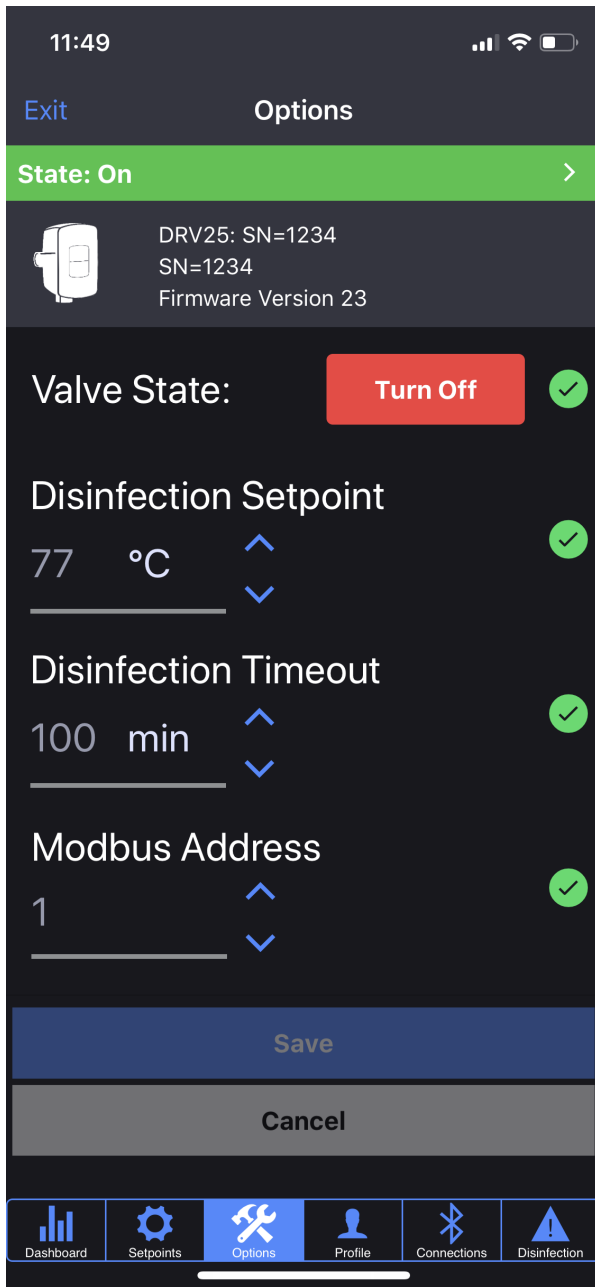 11:49
Exit
Options
State: On
DRV25: SN=1234
SN=1234
Firmware Version 23
Valve State:
Turn Off
Disinfection Setpoint
77 °C
Disinfection Timeout
100 min
Modbus Address
1
Save
Cancel
Dashboard Setpoints Options Profile Connections Disinfection